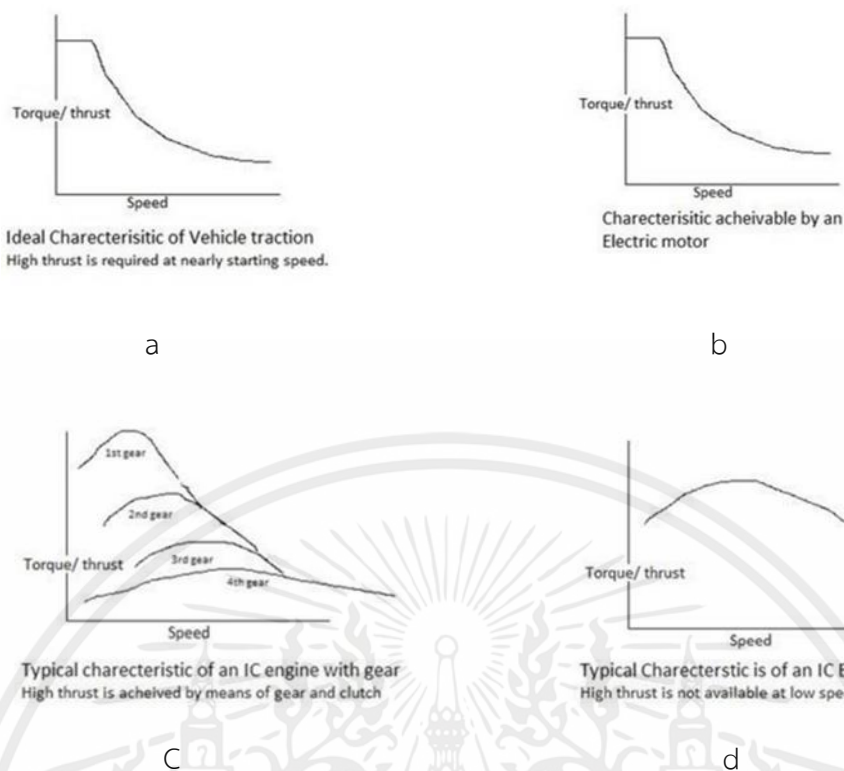 Torque/ thrust
Speed
Ideal Charecterisitic of Vehicle traction
High thrust is required at nearly starting speed.
a
Torque/ thrust
Speed
Charecterisitic acheivable by an
Electric motor
b
1st gear
2nd gear
3rd gear
4th gear
Torque/ thrust
Speed
Typical charecteristic of an IC engine with gear
High thrust is acheived by means of gear and clutch
C
Torque/ thrust
Speed
Typical Charecterstic is of an IC E
High thrust is not available at low spe
d